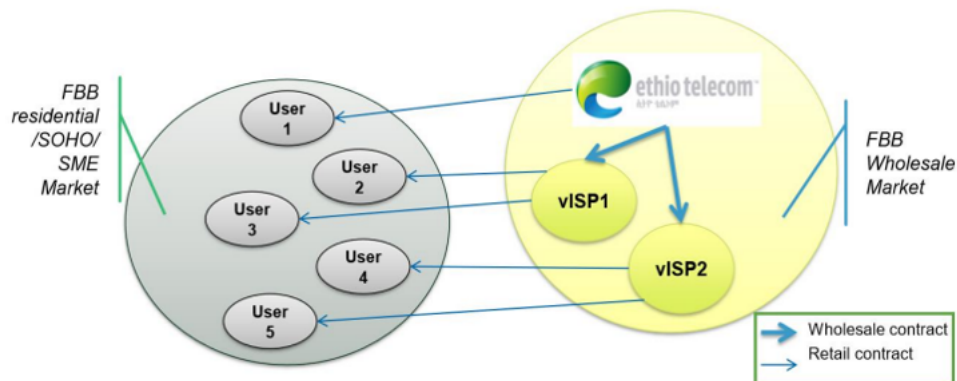 FBB
residential
/SOHO/
SME
Market
User
1
User
2
User
3
User
4
User
5
ethio telecom™
vISP1
vISP2
FBB
Wholesale
Market
Wholesale contract
Retail contract